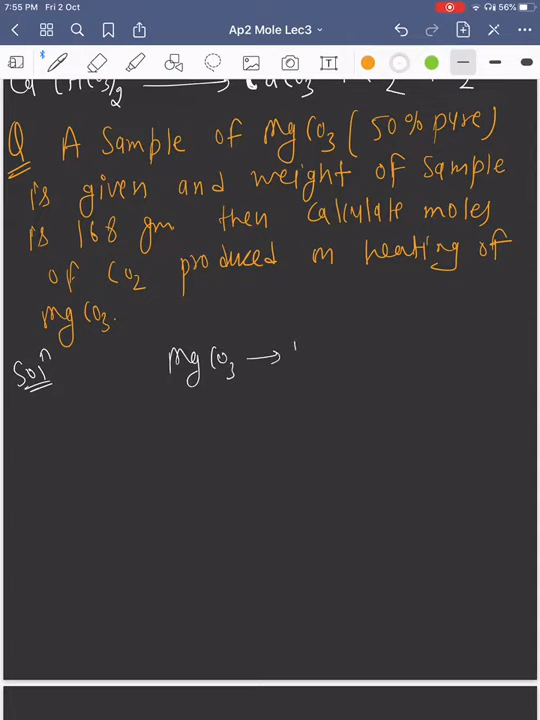 7:55 PM Fri 2 Oct 56%
Ap2 Mole Lec3
Q A Sample of MgCO3 (50% pure)
is given and weight of Sample
is 168 gm then calculate moles
of CO2 produced on heating of
MgCO3.
Solⁿ MgCO3 →